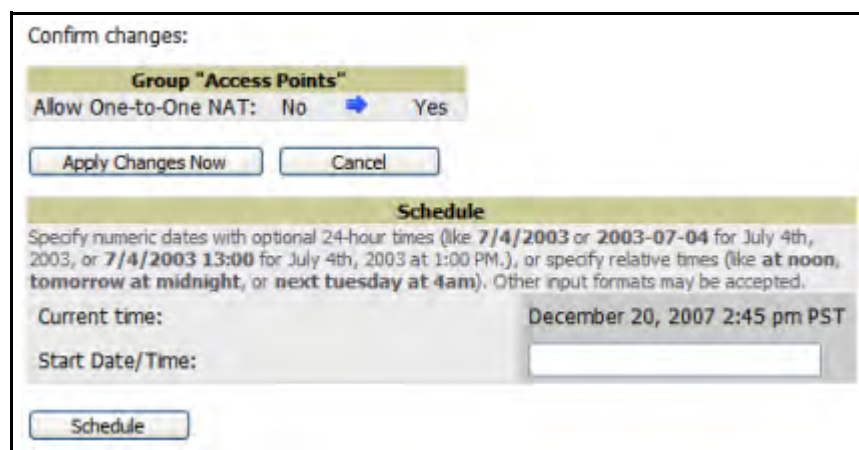 Confirm changes:
Group "Access Points"
Allow One-to-One NAT: No Yes
Apply Changes Now Cancel
Schedule
Specify numeric dates with optional 24-hour times (like 7/4/2003 or 2003-07-04 for July 4th,
2003, or 7/4/2003 13:00 for July 4th, 2003 at 1:00 PM.), or specify relative times (like at noon,
tomorrow at midnight, or next tuesday at 4am). Other input formats may be accepted.
Current time: December 20, 2007 2:45 pm PST
Start Date/Time:
Schedule